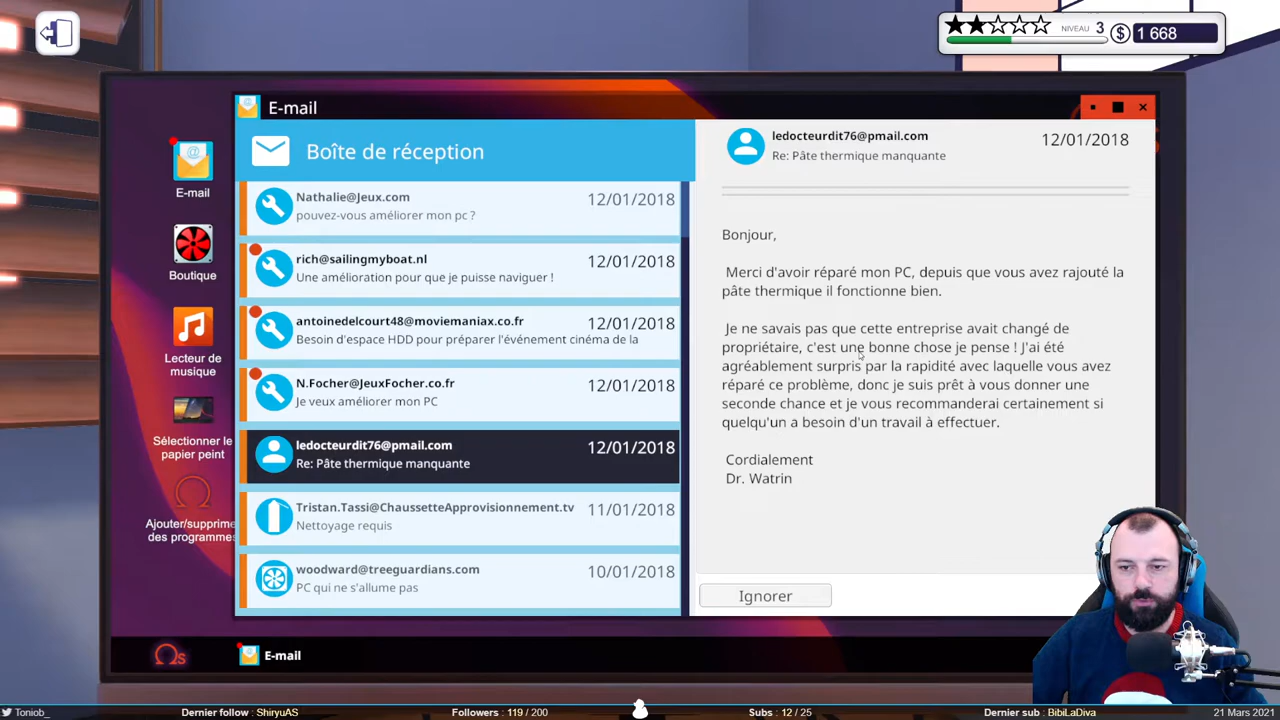 NIVEAU 3 $ 1 668
E-mail
Boîte de réception
Nathalie@Jeux.com 12/01/2018
pouvez-vous améliorer mon pc ?
rich@sailingmyboat.nl 12/01/2018
Une amélioration pour que je puisse naviguer !
antoinedelcourt48@moviemaniax.co.fr 12/01/2018
Besoin d'espace HDD pour préparer l'événement cinéma de la
N.Focher@JeuxFocher.co.fr 12/01/2018
Je veux améliorer mon PC
ledocteurdit76@pmail.com 12/01/2018
Re: Pâte thermique manquante
Tristan.Tassi@ChaussetteApprovisionnement.tv 11/01/2018
Nettoyage requis
woodward@treeguardians.com 10/01/2018
PC qui ne s'allume pas
ledocteurdit76@pmail.com 12/01/2018
Re: Pâte thermique manquante
Bonjour,
Merci d'avoir réparé mon PC, depuis que vous avez rajouté la
pâte thermique il fonctionne bien.
Je ne savais pas que cette entreprise avait changé de
propriétaire, c'est une bonne chose je pense ! J'ai été
agréablement surpris par la rapidité avec laquelle vous avez
réparé ce problème, donc je suis prêt à vous donner une
seconde chance et je vous recommanderai certainement si
quelqu'un a besoin d'un travail à effectuer.
Cordialement
Dr. Watrin
Ignorer
E-mail
Boutique
Lecteur de
musique
Sélectionner le
papier peint
Ajouter/supprime
des programme
Ωs E-mail
Toniob_ Dernier follow : ShiryuAS Followers : 119 / 200 Subs : 12 / 25 Dernier sub : BibiLaDiva 21 Mars 2021